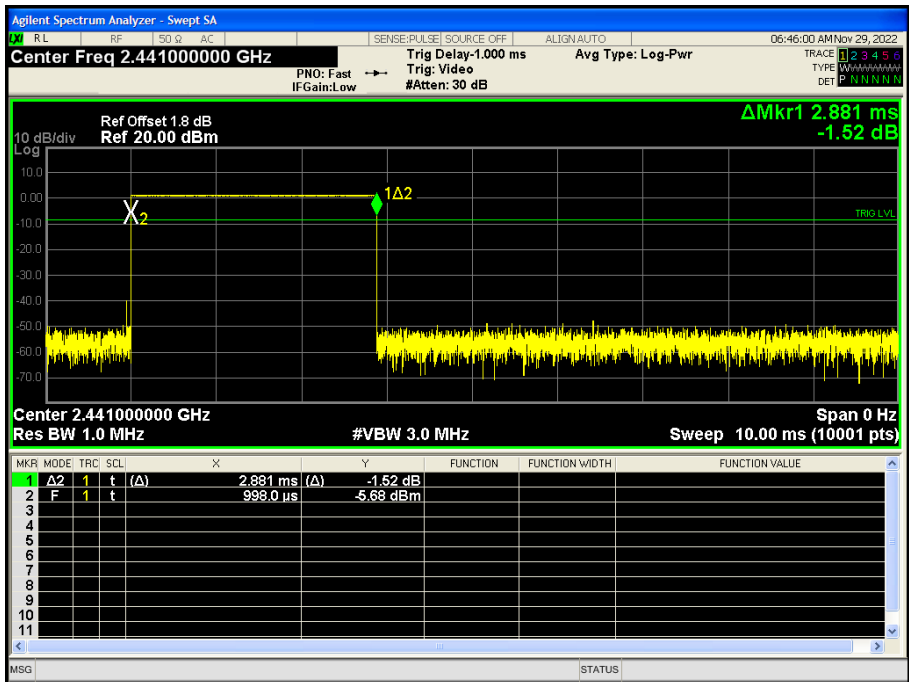 Agilent Spectrum Analyzer - Swept SA
LXI RL RF 50 Ω AC SENSE:PULSE SOURCE OFF ALIGNAUTO 06:46:00 AM Nov 29, 2022
Center Freq 2.441000000 GHz
PNO: Fast
IFGain:Low
Trig Delay-1.000 ms
Trig: Video
#Atten: 30 dB
Avg Type: Log-Pwr
TRACE 1 2 3 4 5 6
TYPE WWWWWW
DET P N N N N N
ΔMkr1 2.881 ms
-1.52 dB
Ref Offset 1.8 dB
10 dB/div Ref 20.00 dBm
Log
10.0
0.00
-10.0
-20.0
-30.0
-40.0
-50.0
-60.0
-70.0
1Δ2
X2
TRIG LVL
Center 2.441000000 GHz Span 0 Hz
Res BW 1.0 MHz #VBW 3.0 MHz Sweep 10.00 ms (10001 pts)
MKR MODE TRC SCL X Y FUNCTION FUNCTION WIDTH FUNCTION VALUE
1 Δ2 1 t (Δ) 2.881 ms (Δ) -1.52 dB
2 F 1 t 998.0 µs -5.68 dBm
3
4
5
6
7
8
9
10
11
MSG STATUS